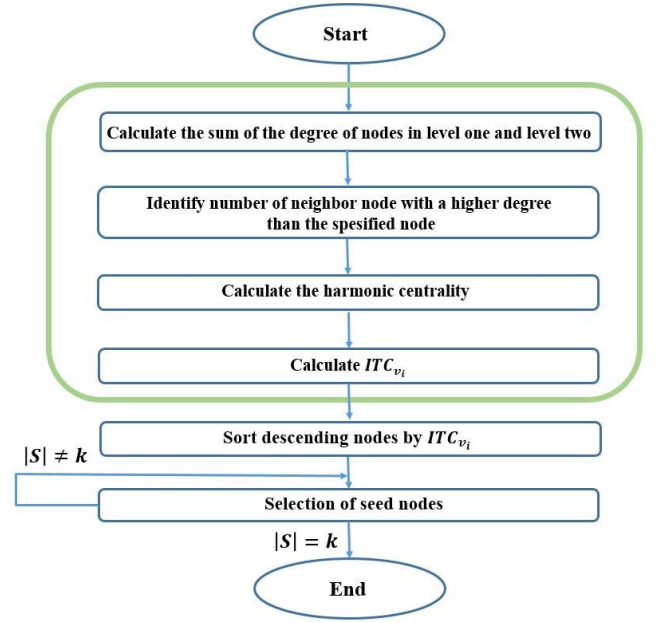 Start
Calculate the sum of the degree of nodes in level one and level two
Identify number of neighbor node with a higher degree
than the spesified node
Calculate the harmonic centrality
Calculate ITC_{v_i}
Sort descending nodes by ITC_{v_i}
|S| ≠ k
Selection of seed nodes
|S| = k
End